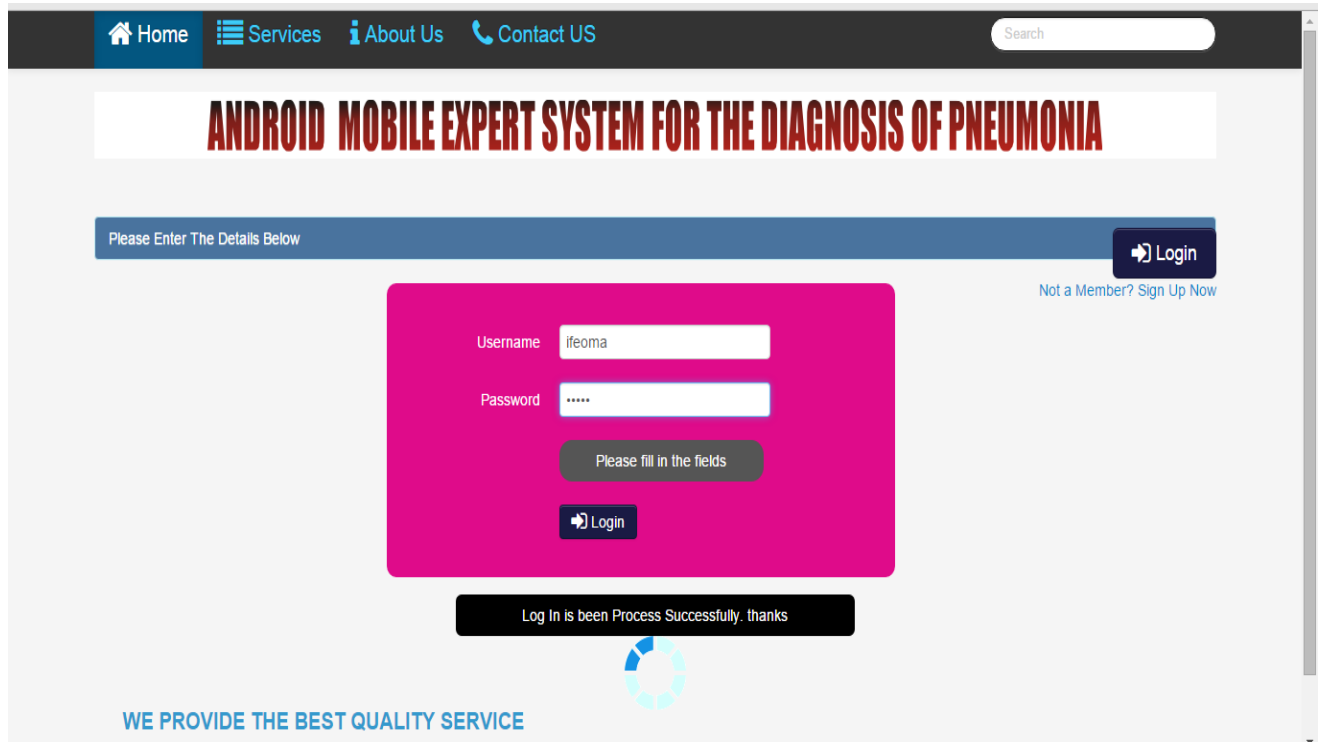 Home Services About Us Contact US Search
ANDROID MOBILE EXPERT SYSTEM FOR THE DIAGNOSIS OF PNEUMONIA
Please Enter The Details Below
Login
Not a Member? Sign Up Now
Username ifeoma
Password •••••
Please fill in the fields
Login
Log In is been Process Successfully. thanks
WE PROVIDE THE BEST QUALITY SERVICE